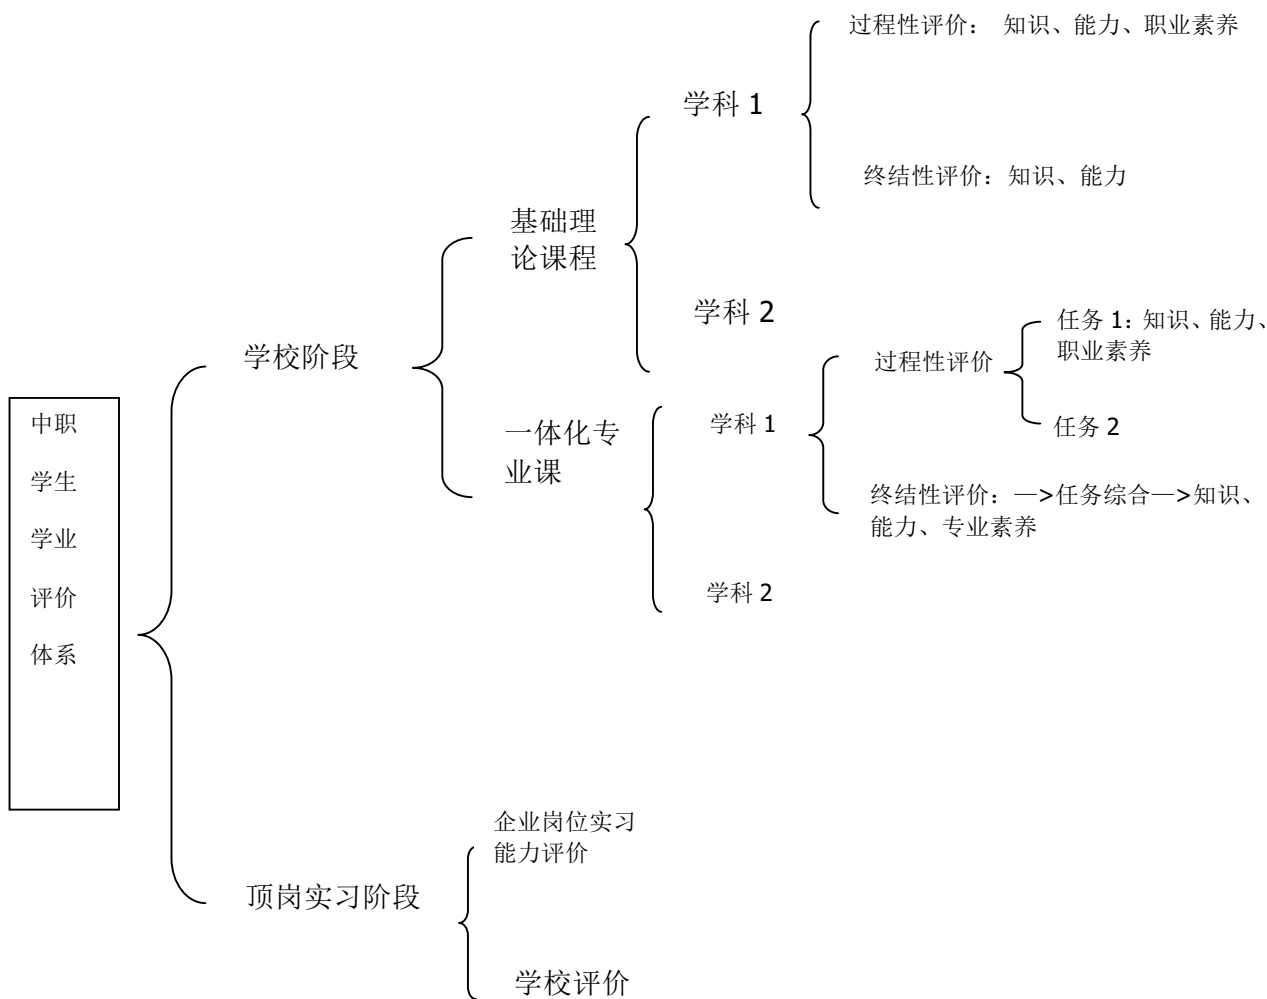 过程性评价： 知识、能力、职业素养
学科 1
终结性评价：知识、能力
基础理
论课程
学科 2
任务 1：知识、能力、
职业素养
学校阶段
过程性评价
中职
学生
学业
评价
体系
一体化专
业课
学科 1
任务 2
终结性评价：—>任务综合—>知识、
能力、专业素养
学科 2
企业岗位实习
能力评价
顶岗实习阶段
学校评价